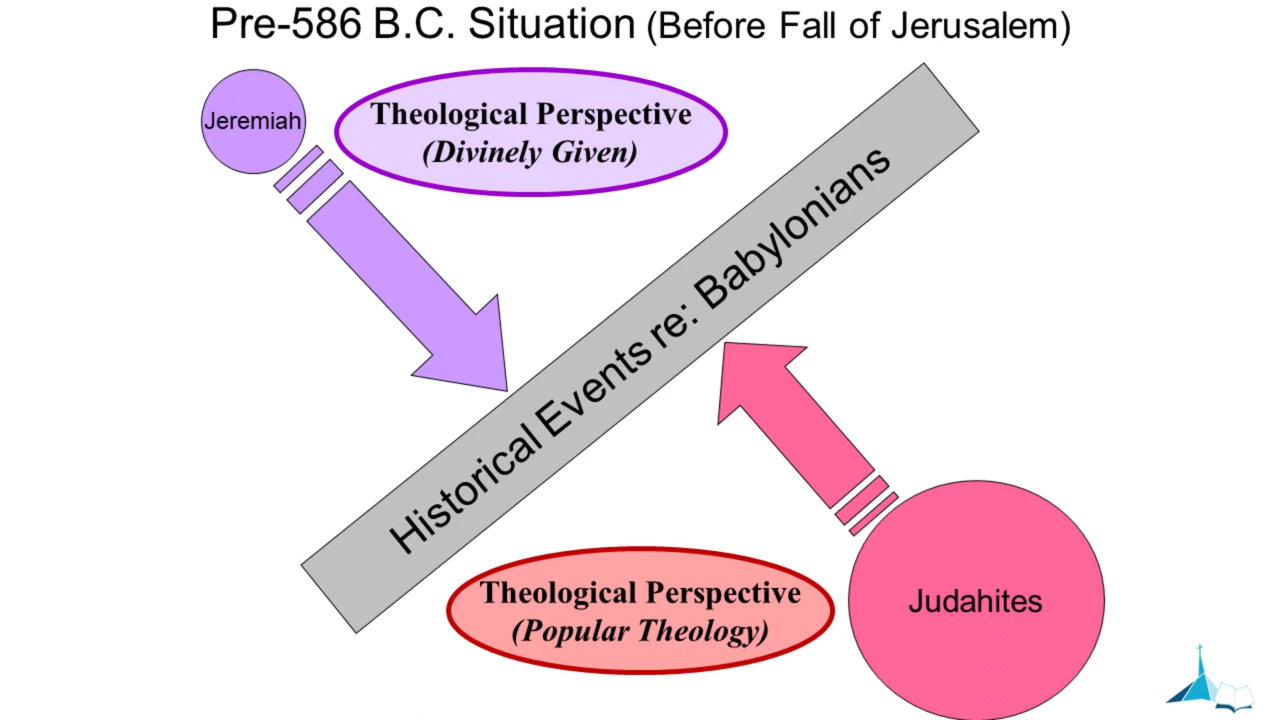 Pre-586 B.C. Situation (Before Fall of Jerusalem)
Jeremiah
Theological Perspective
(Divinely Given)
Historical Events re: Babylonians
Theological Perspective
(Popular Theology)
Judahites